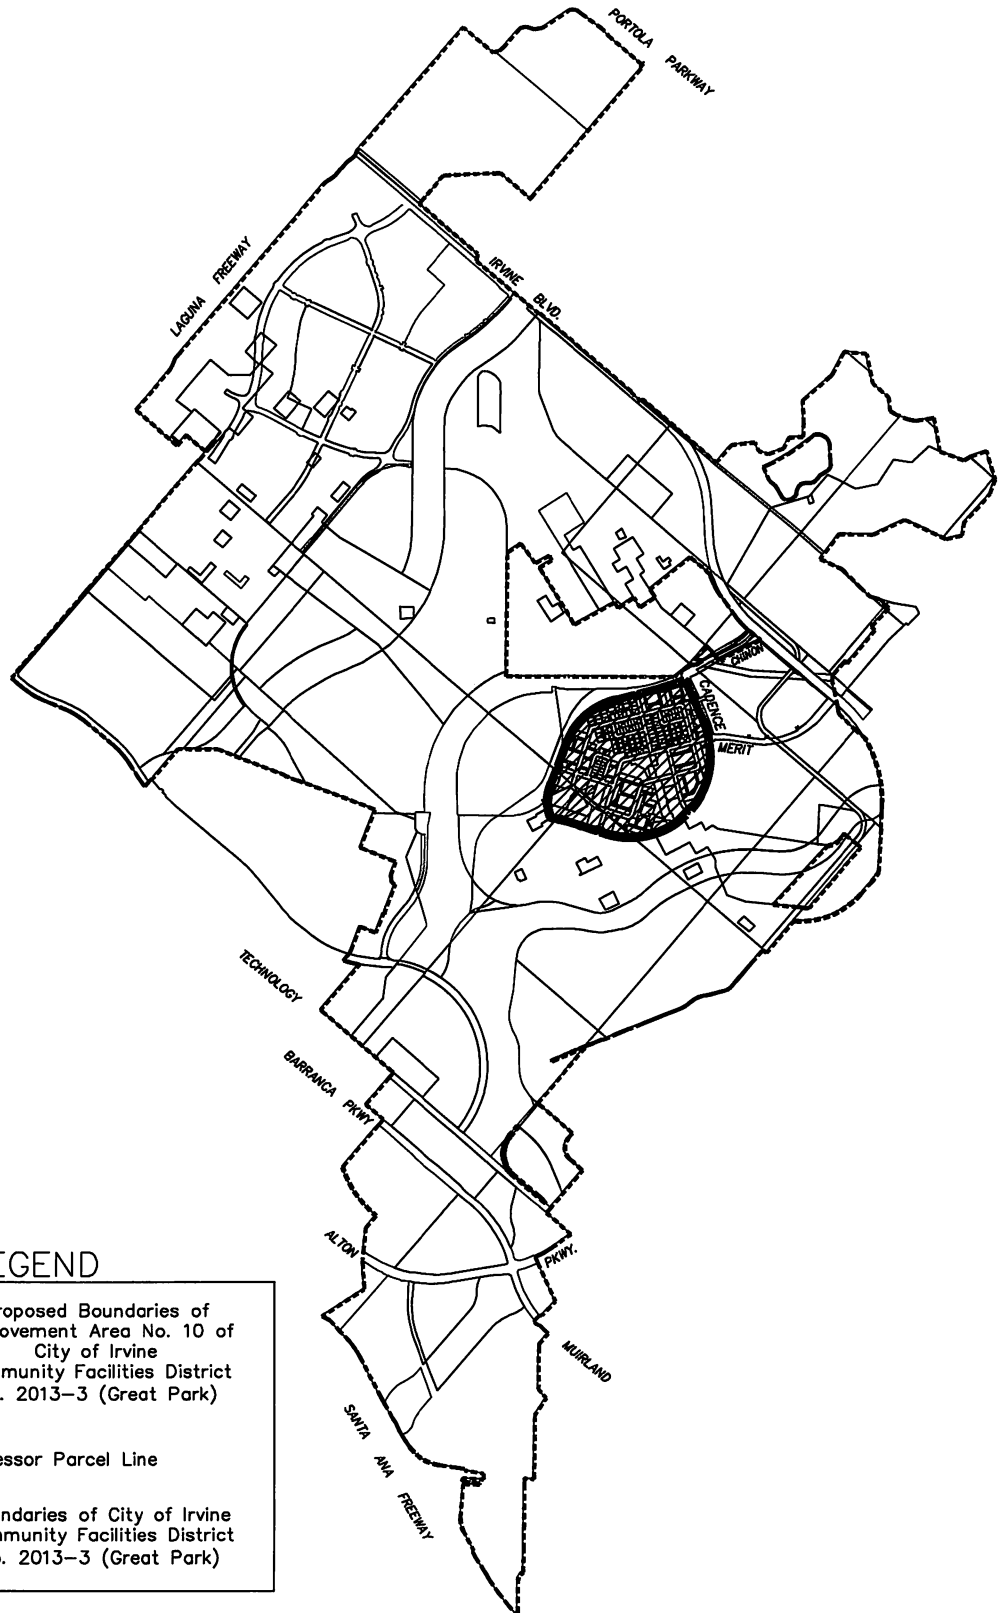 PORTOLA
PARKWAY
LAGUNA FREEWAY
IRVINE
BLVD.
CHINON
CADENCE
MERIT
TECHNOLOGY
BARRANCA PKWY
ALTON
PKWY.
MUIRLAND
SANTA ANA FREEWAY
EGEND
roposed Boundaries of
ovement Area No. 10 of
City of Irvine
munity Facilities District
. 2013-3 (Great Park)
essor Parcel Line
ndaries of City of Irvine
mmunity Facilities District
o. 2013-3 (Great Park)